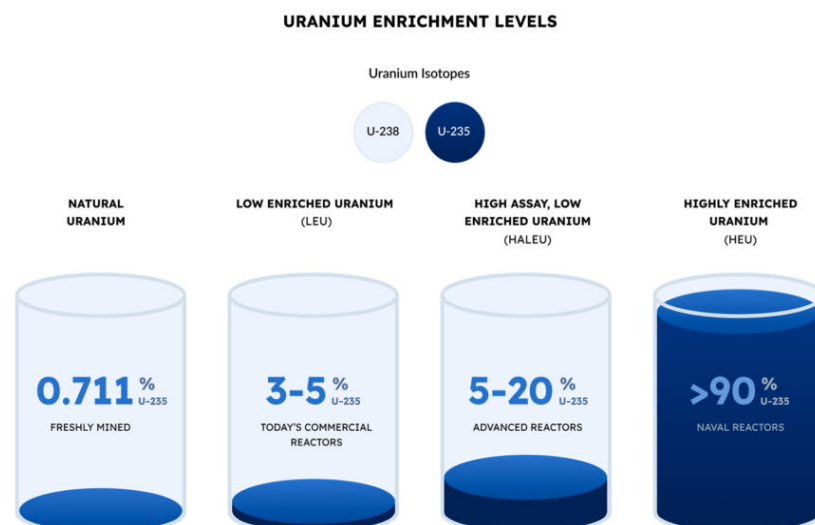 URANIUM ENRICHMENT LEVELS
Uranium Isotopes
U-238
U-235
NATURAL
URANIUM
0.711%
U-235
FRESHLY MINED
LOW ENRICHED URANIUM
(LEU)
3-5%
U-235
TODAY'S COMMERCIAL
REACTORS
HIGH ASSAY, LOW
ENRICHED URANIUM
(HALEU)
5-20%
U-235
ADVANCED REACTORS
HIGHLY ENRICHED
URANIUM
(HEU)
>90%
U-235
NAVAL REACTORS